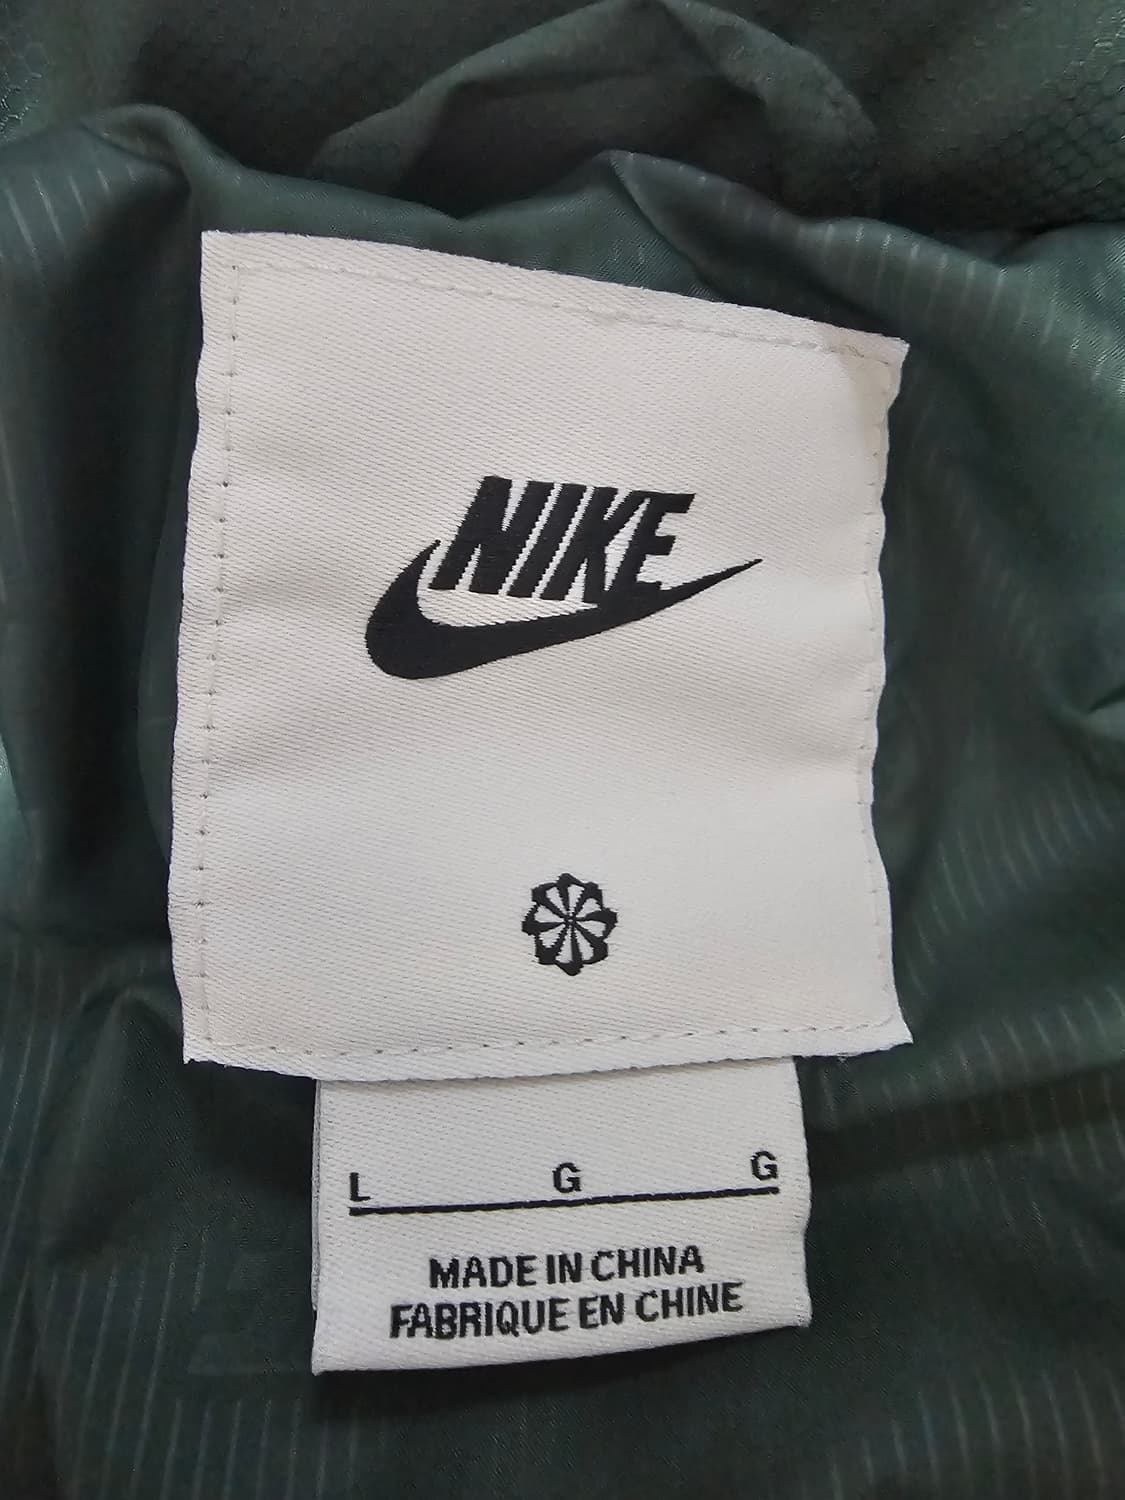 NIKE
L G G
MADE IN CHINA
FABRIQUE EN CHINE